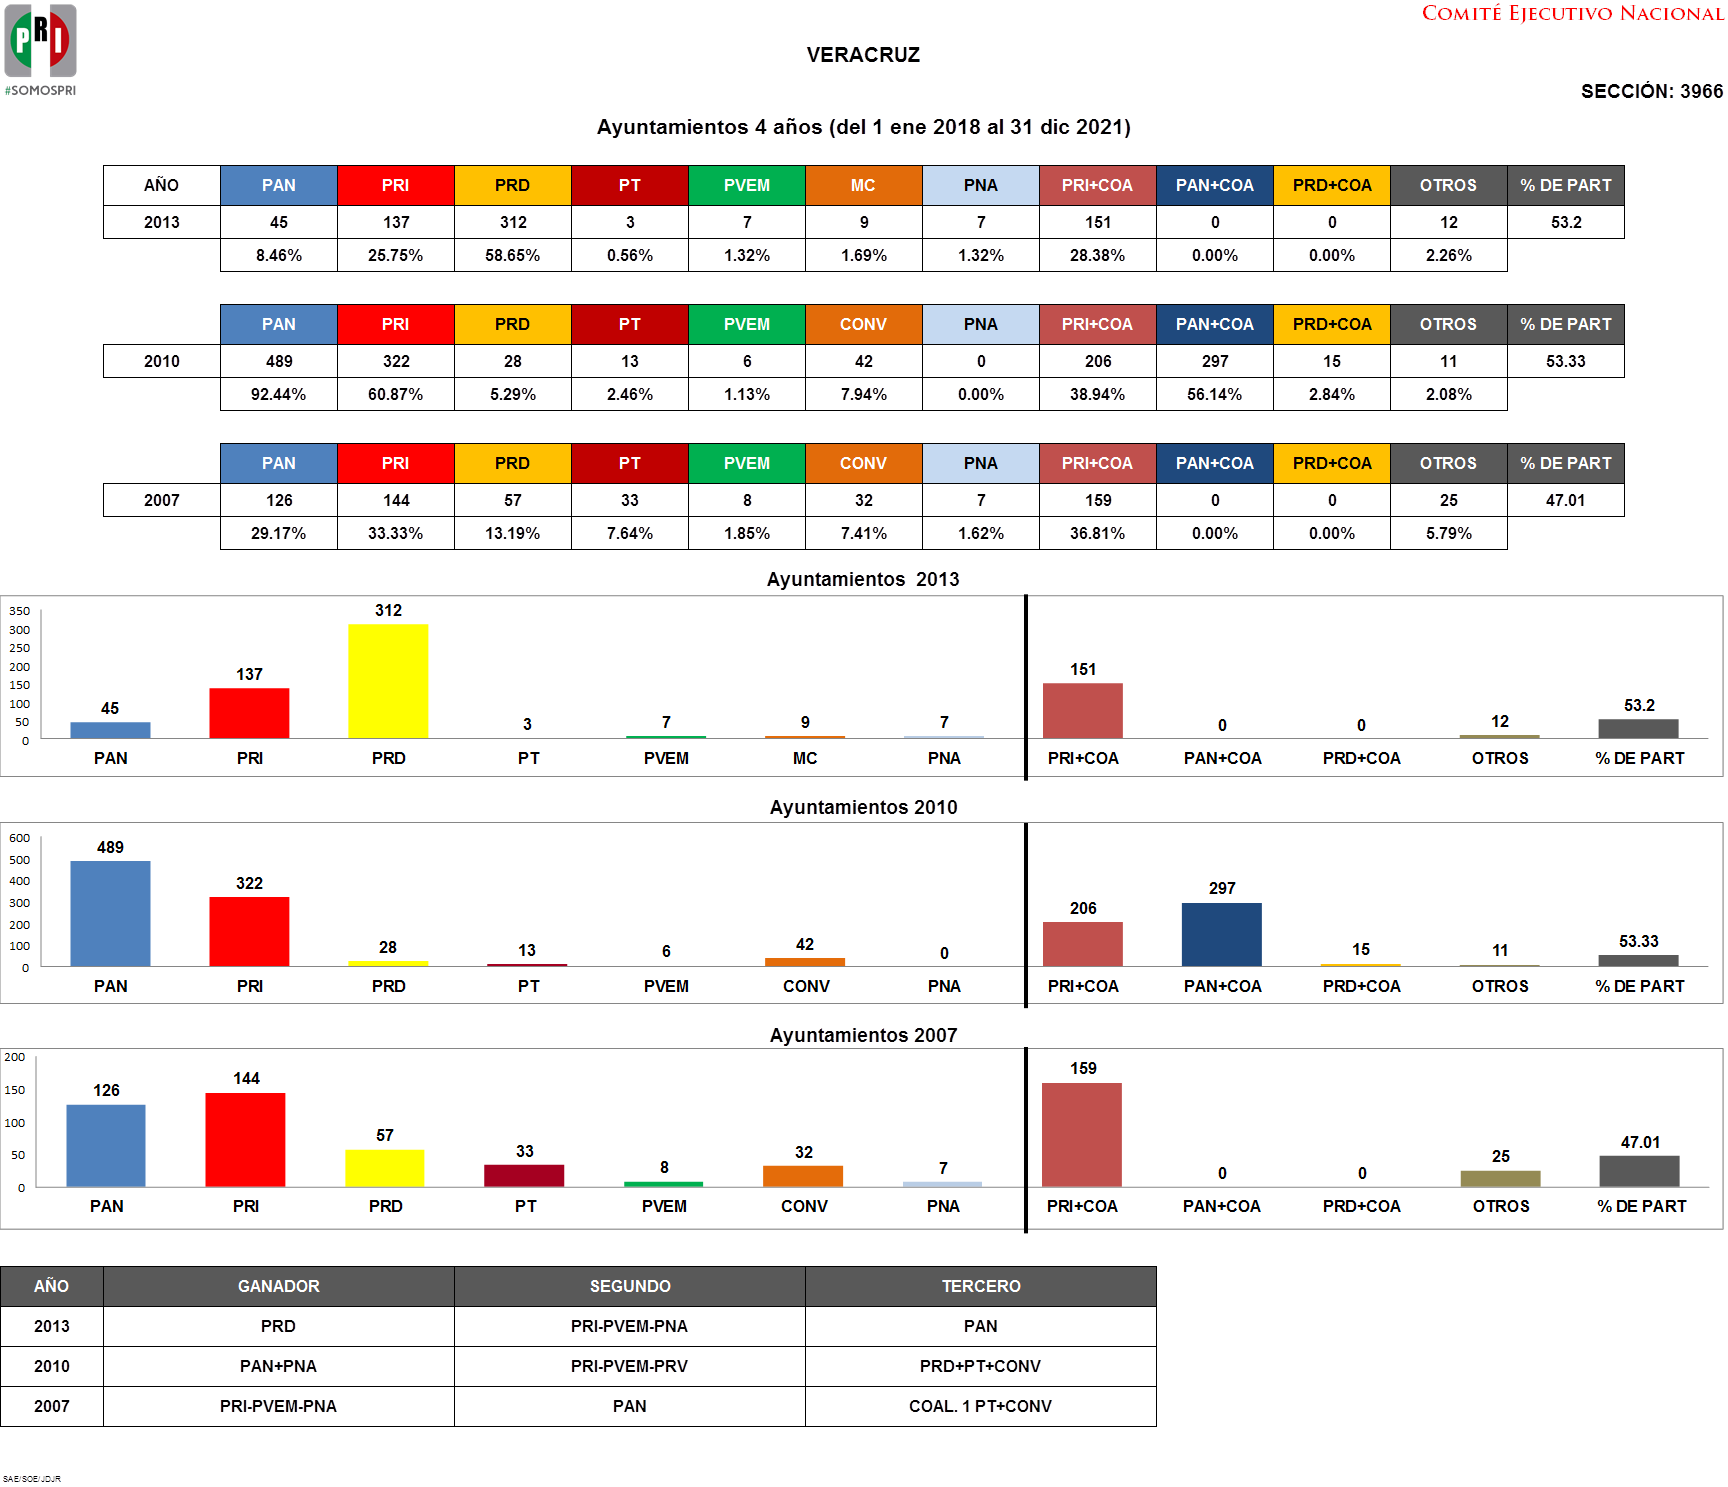 PRI
#SOMOSPRI
COMITÉ EJECUTIVO NACIONAL
VERACRUZ
SECCIÓN: 3966
Ayuntamientos 4 años (del 1 ene 2018 al 31 dic 2021)
AÑO PAN PRI PRD PT PVEM MC PNA PRI+COA PAN+COA PRD+COA OTROS % DE PART
2013 45 137 312 3 7 9 7 151 0 0 12 53.2
8.46% 25.75% 58.65% 0.56% 1.32% 1.69% 1.32% 28.38% 0.00% 0.00% 2.26%
PAN PRI PRD PT PVEM CONV PNA PRI+COA PAN+COA PRD+COA OTROS % DE PART
2010 489 322 28 13 6 42 0 206 297 15 11 53.33
92.44% 60.87% 5.29% 2.46% 1.13% 7.94% 0.00% 38.94% 56.14% 2.84% 2.08%
PAN PRI PRD PT PVEM CONV PNA PRI+COA PAN+COA PRD+COA OTROS % DE PART
2007 126 144 57 33 8 32 7 159 0 0 25 47.01
29.17% 33.33% 13.19% 7.64% 1.85% 7.41% 1.62% 36.81% 0.00% 0.00% 5.79%
Ayuntamientos 2013
350
300
250
200
150
100
50
0
45 137 312 3 7 9 7 151 0 0 12 53.2
PAN PRI PRD PT PVEM MC PNA PRI+COA PAN+COA PRD+COA OTROS % DE PART
Ayuntamientos 2010
600
500
400
300
200
100
0
489 322 28 13 6 42 0 206 297 15 11 53.33
PAN PRI PRD PT PVEM CONV PNA PRI+COA PAN+COA PRD+COA OTROS % DE PART
Ayuntamientos 2007
200
150
100
50
0
126 144 57 33 8 32 7 159 0 0 25 47.01
PAN PRI PRD PT PVEM CONV PNA PRI+COA PAN+COA PRD+COA OTROS % DE PART
AÑO GANADOR SEGUNDO TERCERO
2013 PRD PRI-PVEM-PNA PAN
2010 PAN+PNA PRI-PVEM-PRV PRD+PT+CONV
2007 PRI-PVEM-PNA PAN COAL. 1 PT+CONV
SAE/SOE/JDJR